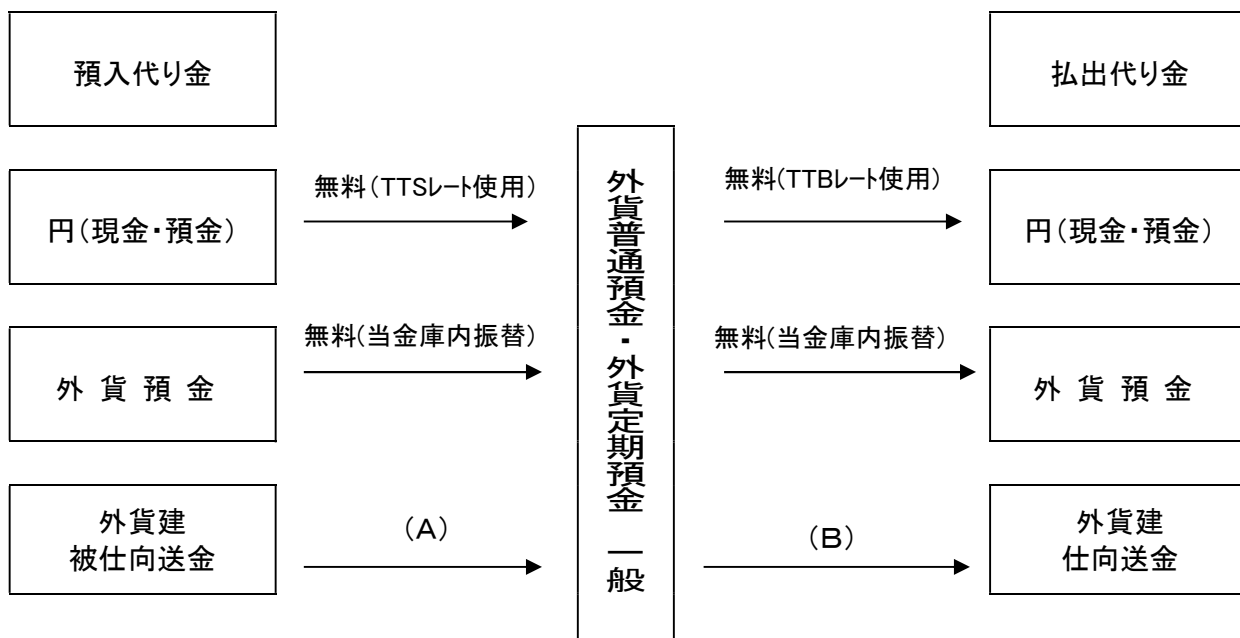 預入代り金
払出代り金
円(現金・預金)
無料(TTSレート使用)
外貨普通預金・外貨定期預金 一般
無料(TTBレート使用)
円(現金・預金)
外 貨 預 金
無料(当金庫内振替)
無料(当金庫内振替)
外 貨 預 金
外貨建
被仕向送金
(A)
(B)
外貨建
仕向送金